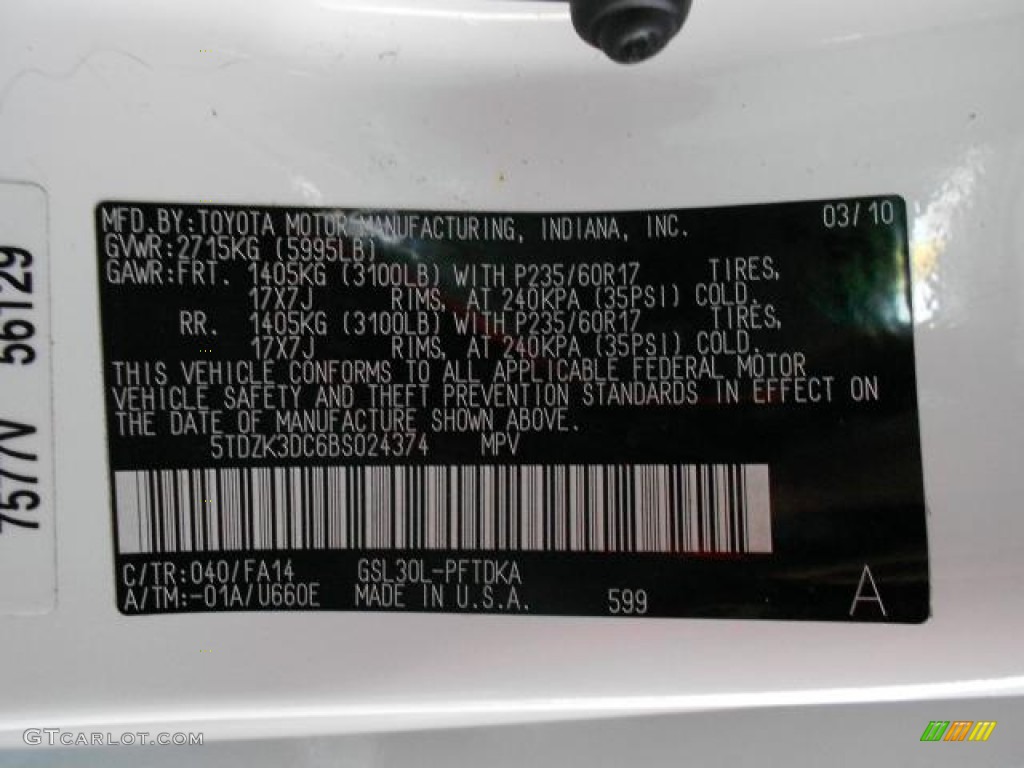 MFD.BY:TOYOTA MOTOR MANUFACTURING, INDIANA, INC. 03/10
GVWR:2715KG (5995LB)
GAWR:FRT. 1405KG (3100LB) WITH P235/60R17 TIRES,
17X7J RIMS, AT 240KPA (35PSI) COLD.
RR. 1405KG (3100LB) WITH P235/60R17 TIRES,
17X7J RIMS, AT 240KPA (35PSI) COLD.
THIS VEHICLE CONFORMS TO ALL APPLICABLE FEDERAL MOTOR
VEHICLE SAFETY AND THEFT PREVENTION STANDARDS IN EFFECT ON
THE DATE OF MANUFACTURE SHOWN ABOVE.
5TDZK3DC6BS024374 MPV
C/TR:040/FA14 GSL30L-PFTDKA
A/TM:-01A/U660E MADE IN U.S.A. 599 A
7577V 56129
GTCARLOT.COM